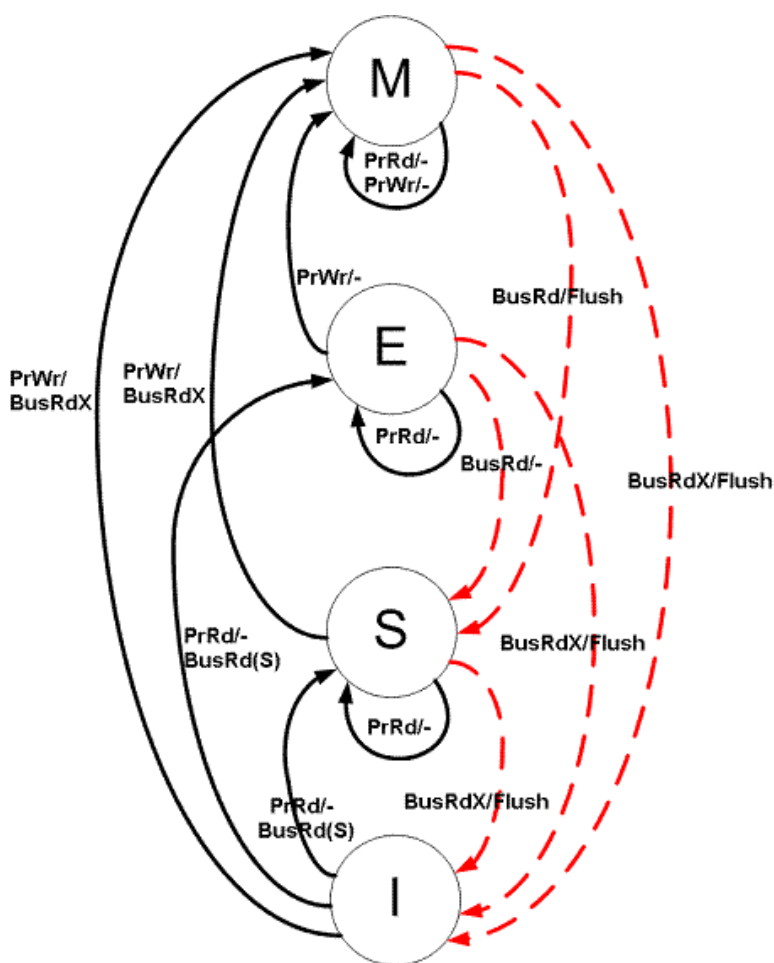 M
PrRd/-
PrWr/-
PrWr/-
BusRd/Flush
E
PrWr/
BusRdX
PrWr/
BusRdX
PrRd/-
BusRd/-
BusRdX/Flush
S
PrRd/-
BusRd(S)
BusRdX/Flush
PrRd/-
PrRd/-
BusRd(S)
BusRdX/Flush
I